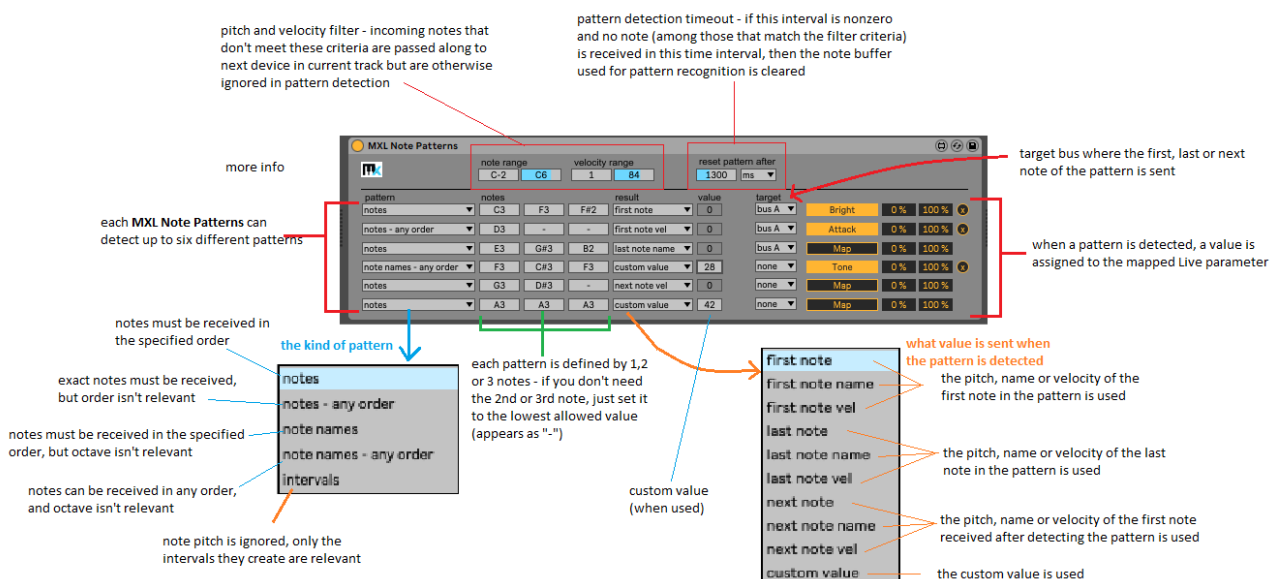 pitch and velocity filter - incoming notes that
don't meet these criteria are passed along to
next device in current track but are otherwise
ignored in pattern detection
pattern detection timeout - if this interval is nonzero
and no note (among those that match the filter criteria)
is received in this time interval, then the note buffer
used for pattern recognition is cleared
more info
MXL Note Patterns
mx
note range
velocity range
reset pattern after
C-2 C6 1 84 1300 ms
pattern notes result value target
notes C3 F3 F#2 first note 0 bus A Bright 0 % 100 % x
notes - any order D3 - - first note vel 0 bus A Attack 0 % 100 % x
notes E3 G#3 B2 last note name 0 bus A Map 0 % 100 %
note names - any order F3 C#3 F3 custom value 28 none Tone 0 % 100 % x
notes G3 D#3 - next note vel 0 none Map 0 % 100 %
notes A3 A3 A3 custom value 42 none Map 0 % 100 %
target bus where the first, last or next
note of the pattern is sent
each MXL Note Patterns can
detect up to six different patterns
when a pattern is detected, a value is
assigned to the mapped Live parameter
notes must be received in
the specified order
exact notes must be received,
but order isn't relevant
notes must be received in the specified
order, but octave isn't relevant
notes can be received in any order,
and octave isn't relevant
note pitch is ignored, only the
intervals they create are relevant
the kind of pattern
notes
notes - any order
note names
note names - any order
intervals
each pattern is defined by 1,2
or 3 notes - if you don't need
the 2nd or 3rd note, just set it
to the lowest allowed value
(appears as "-")
custom value
(when used)
what value is sent when
the pattern is detected
first note
first note name
first note vel
last note
last note name
last note vel
next note
next note name
next note vel
custom value
the pitch, name or velocity of the
first note in the pattern is used
the pitch, name or velocity of the last
note in the pattern is used
the pitch, name or velocity of the first note
received after detecting the pattern is used
the custom value is used